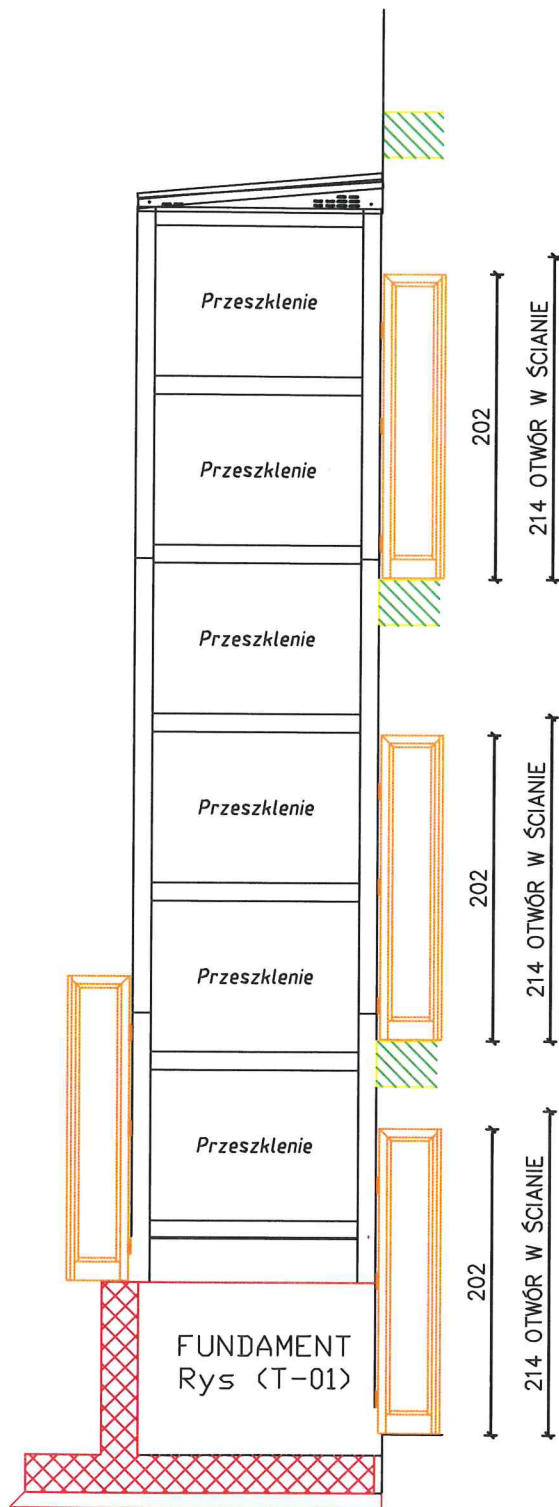 Przeszklenie
202
214 OTWÓR W ŚCIANIE
Przeszklenie
Przeszklenie
Przeszklenie
202
214 OTWÓR W ŚCIANIE
Przeszklenie
Przeszklenie
202
214 OTWÓR W ŚCIANIE
FUNDAMENT
Rys (T-01)